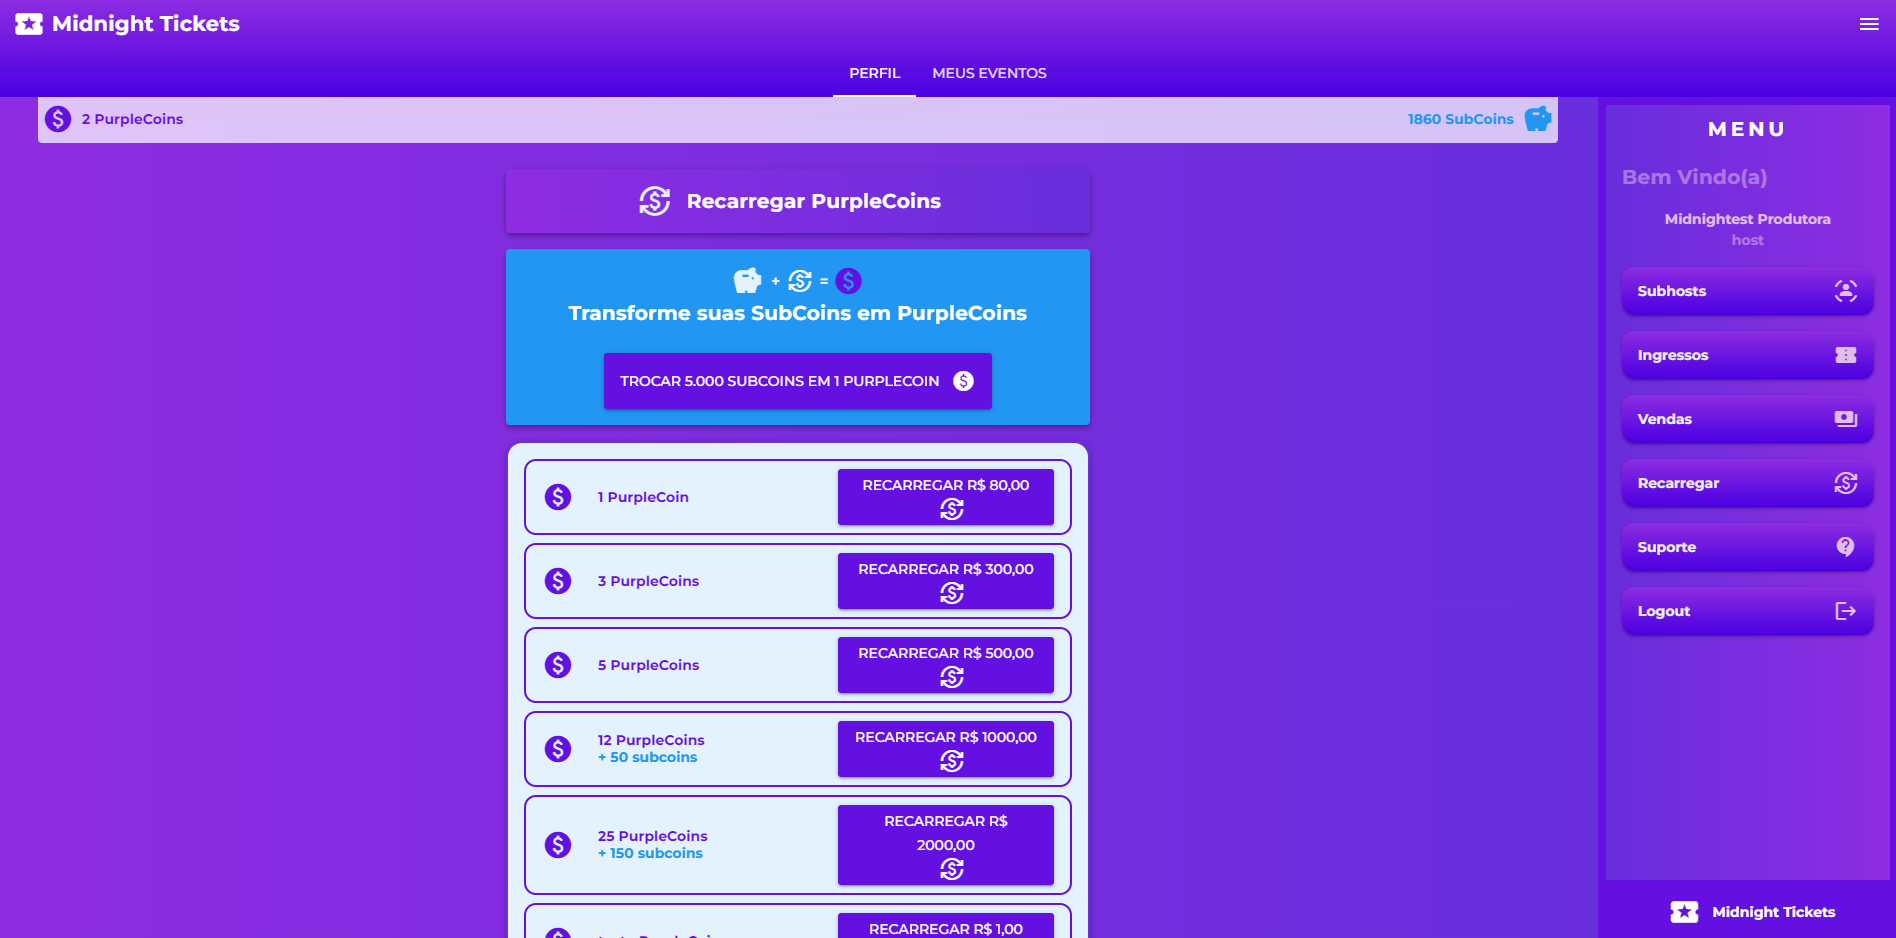 Midnight Tickets
PERFIL
MEUS EVENTOS
2 PurpleCoins
1860 SubCoins
Recarregar PurpleCoins
+ =
Transforme suas SubCoins em PurpleCoins
TROCAR 5.000 SUBCOINS EM 1 PURPLECOIN
1 PurpleCoin
RECARREGAR R$ 80,00
3 PurpleCoins
RECARREGAR R$ 300,00
5 PurpleCoins
RECARREGAR R$ 500,00
12 PurpleCoins
+ 50 subcoins
RECARREGAR R$ 1000,00
25 PurpleCoins
+ 150 subcoins
RECARREGAR R$
2000,00
RECARREGAR R$ 1,00
MENU
Bem Vindo(a)
Midnightest Produtora
host
Subhosts
Ingressos
Vendas
Recarregar
Suporte
Logout
Midnight Tickets